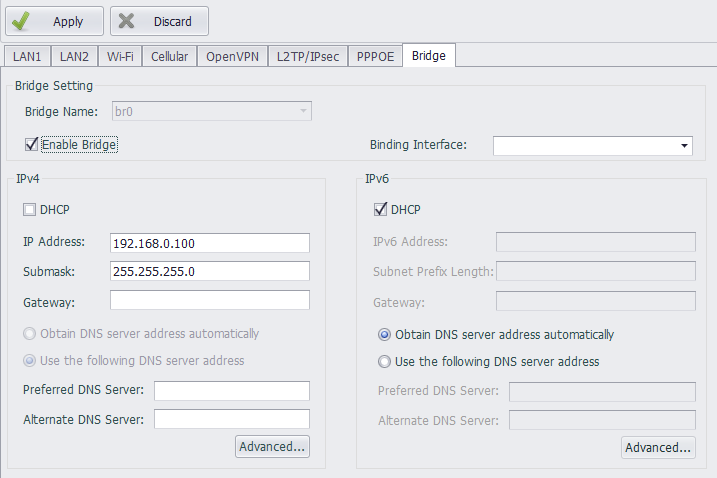 Apply Discard
LAN1 LAN2 Wi-Fi Cellular OpenVPN L2TP/IPsec PPPOE Bridge
Bridge Setting
Bridge Name: br0
Enable Bridge Binding Interface:
IPv4
DHCP
IP Address: 192.168.0.100
Submask: 255.255.255.0
Gateway:
Obtain DNS server address automatically
Use the following DNS server address
Preferred DNS Server:
Alternate DNS Server:
Advanced...
IPv6
DHCP
IPv6 Address:
Subnet Prefix Length:
Gateway:
Obtain DNS server address automatically
Use the following DNS server address
Preferred DNS Server:
Alternate DNS Server:
Advanced...